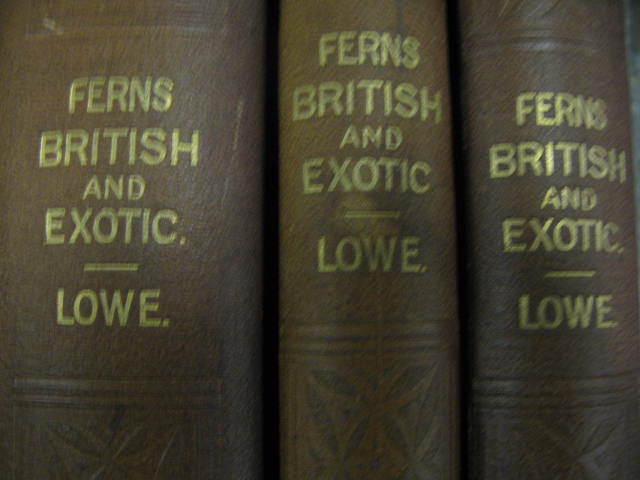 FERNS
BRITISH
AND
EXOTIC.
LOWE.
FERNS
BRITISH
AND
EXOTIC
LOWE.
FERNS
BRITISH
AND
EXOTIC.
LOWE